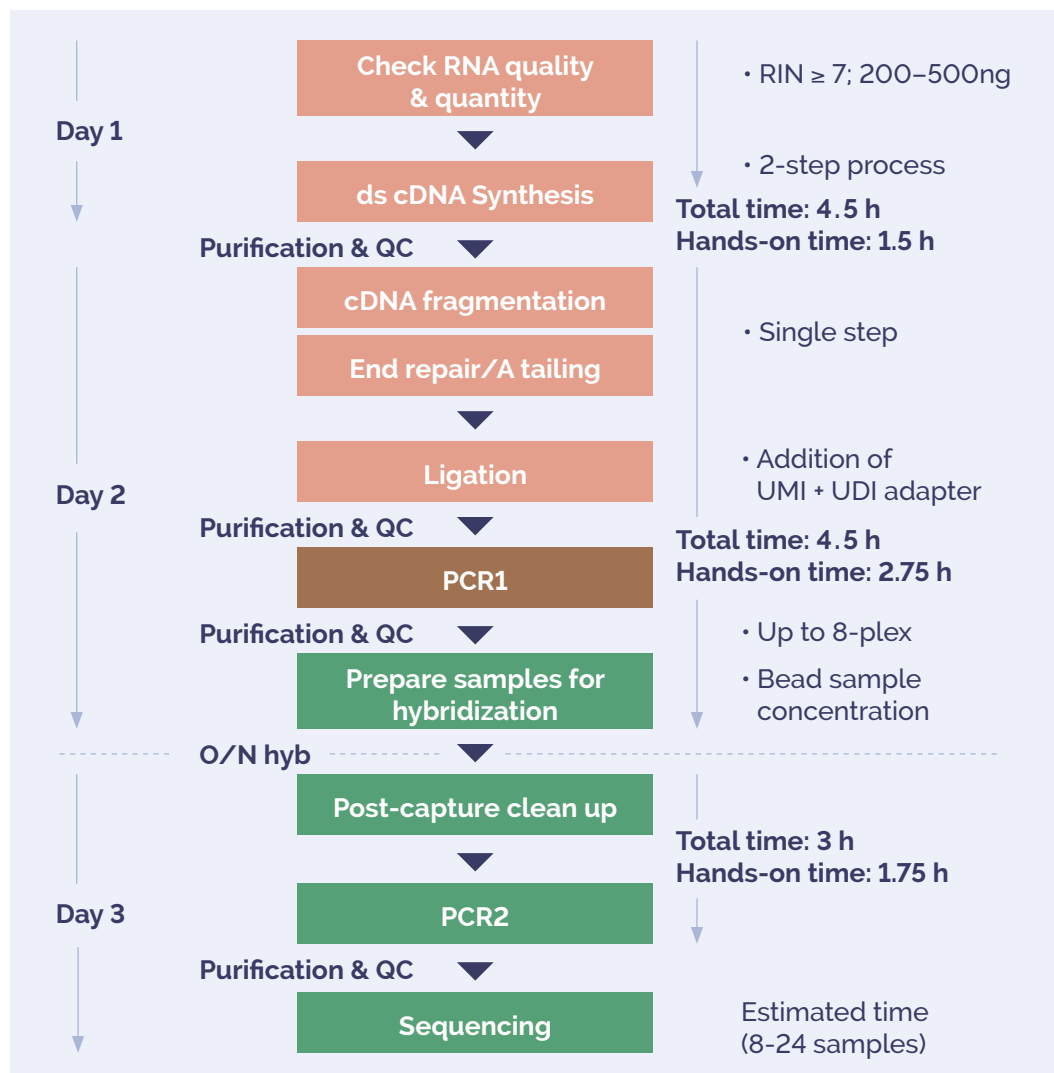 Check RNA quality
& quantity
• RIN ≥ 7; 200–500ng
Day 1
• 2-step process
ds cDNA Synthesis
Total time: 4.5 h
Hands-on time: 1.5 h
Purification & QC
cDNA fragmentation
• Single step
End repair/A tailing
Ligation
• Addition of
UMI + UDI adapter
Day 2
Purification & QC
Total time: 4.5 h
Hands-on time: 2.75 h
PCR1
Purification & QC
• Up to 8-plex
Prepare samples for
hybridization
• Bead sample
concentration
O/N hyb
Post-capture clean up
Total time: 3 h
Hands-on time: 1.75 h
Day 3
PCR2
Purification & QC
Sequencing
Estimated time
(8-24 samples)